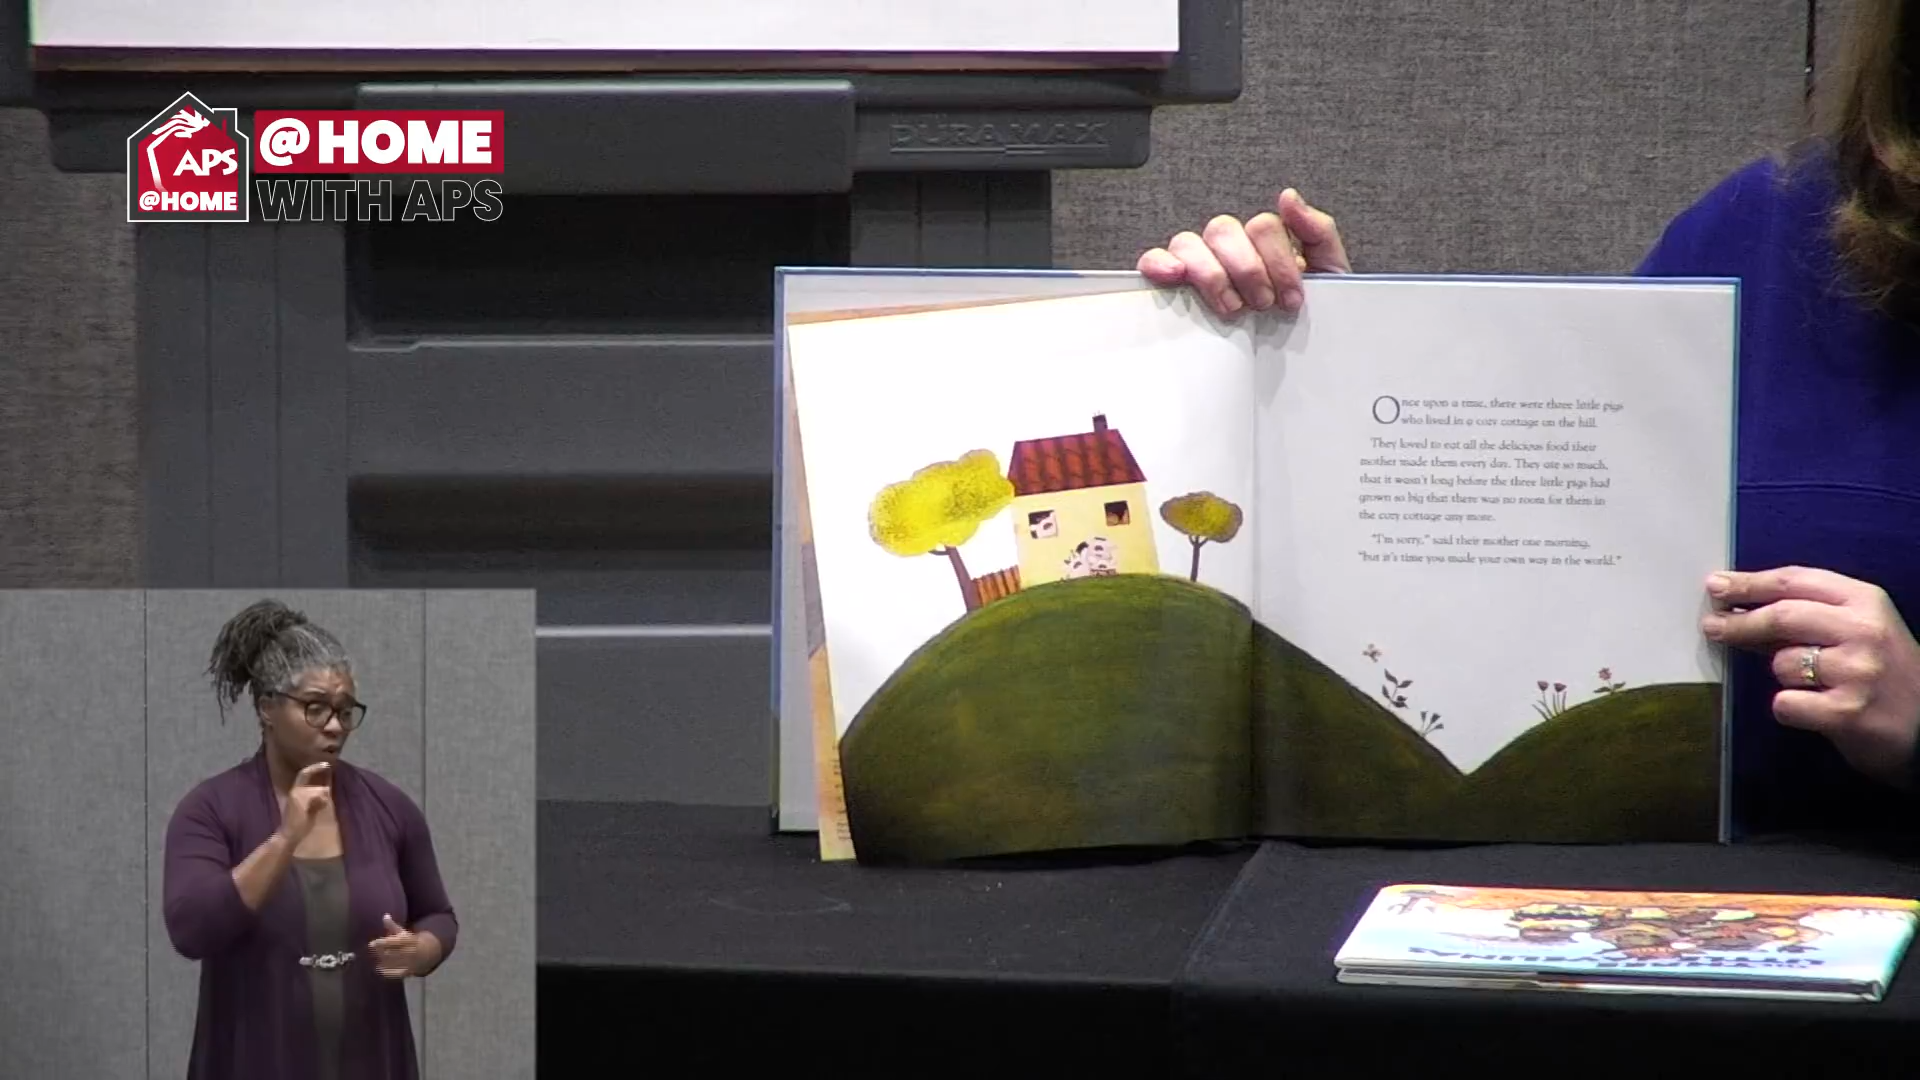 DURAMAX
APS
@HOME
@HOME
WITH APS
Once upon a time, there were three little pigs
who lived in a cozy cottage on the hill.
They loved to eat all the delicious food their
mother made them every day. They ate so much,
that it wasn't long before the three little pigs had
grown so big that there was no room for them in
the cozy cottage any more.
"I'm sorry," said their mother one morning,
"but it's time you made your own way in the world."